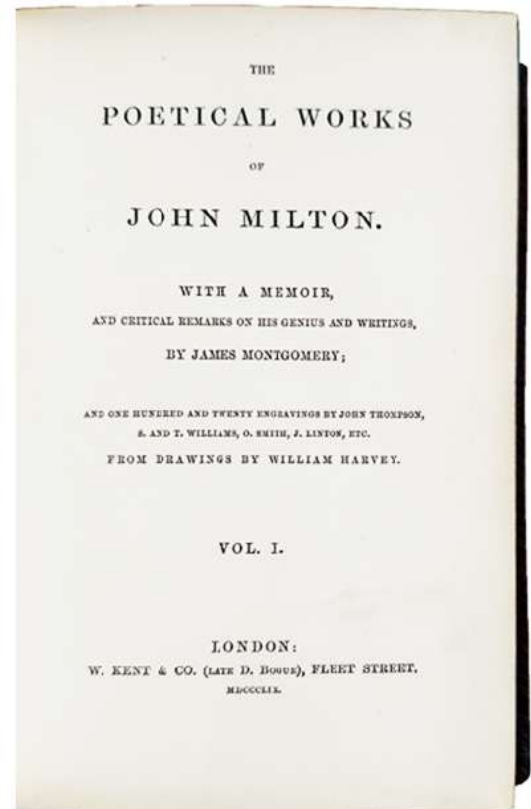 THE
POETICAL WORKS
OF
JOHN MILTON.
WITH A MEMOIR,
AND CRITICAL REMARKS ON HIS GENIUS AND WRITINGS,
BY JAMES MONTGOMERY;
AND ONE HUNDRED AND TWENTY ENGRAVINGS BY JOHN THOMPSON,
S. AND T. WILLIAMS, O. SMITH, J. LINTON, ETC.
FROM DRAWINGS BY WILLIAM HARVEY.
VOL. I.
LONDON:
W. KENT & CO. (LATE D. BOGUE), FLEET STREET.
MDCCCLIX.